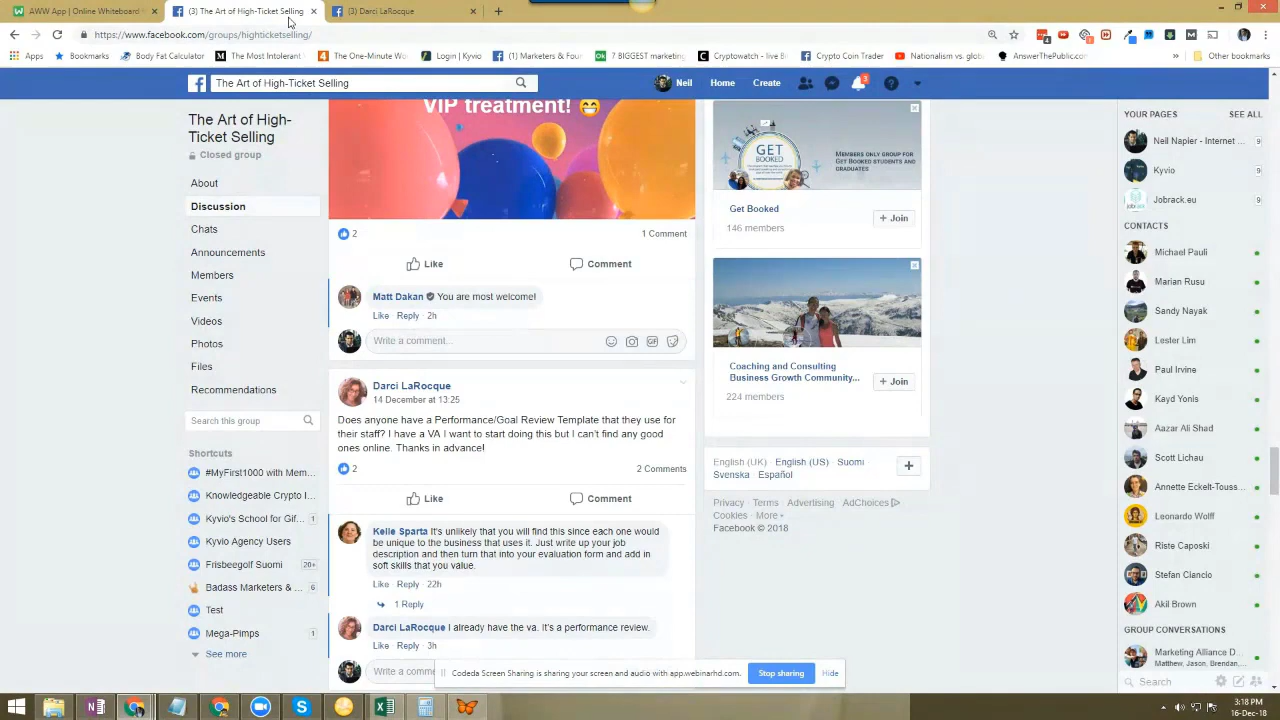 AWW App | Online Whiteboard
(3) The Art of High-Ticket Selling
(3) Darci LaRocque
https://www.facebook.com/groups/highticketselling/
Apps
Bookmarks
Body Fat Calculator
The Most Intolerant
The One-Minute Wo
Login | Kyvio
(1) Marketers & Foun
7 BIGGEST marketing
Cryptowatch - live b
Crypto Coin Trader
Nationalism vs. glob
AnswerThePublic.com
»
Other bookmarks
The Art of High-Ticket Selling
Neil
Home
Create
3
The Art of High-
Ticket Selling
Closed group
About
Discussion
Chats
Announcements
Members
Events
Videos
Photos
Files
Recommendations
Search this group
Shortcuts
#MyFirst1000 with Mem...
Knowledgeable Crypto I...
Kyvio's School for Gif... 1
Kyvio Agency Users
Frisbeegolf Suomi 20+
Badass Marketers & ... 6
Test
Mega-Pimps 1
See more
VIP treatment!
2
1 Comment
Like
Comment
Matt Dakan You are most welcome!
Like · Reply · 2h
Write a comment...
GIF
Darci LaRocque
14 December at 13:25
Does anyone have a Performance/Goal Review Template that they use for
their staff? I have a VA I want to start doing this but I can't find any good
ones online. Thanks in advance!
2
2 Comments
Like
Comment
Kelle Sparta It's unlikely that you will find this since each one would
be unique to the business that uses it. Just write up your job
description and then turn that into your evaluation form and add in
soft skills that you value.
Like · Reply · 22h
1 Reply
Darci LaRocque I already have the va. It's a performance review.
Like · Reply · 3h
Write a comme
Codeda Screen Sharing is sharing your screen and audio with app.webinarhd.com.
Stop sharing
Hide
GET
BOOKED
MEMBERS ONLY GROUP FOR
GET BOOKED STUDENTS AND
GRADUATES
Get Booked
146 members
+ Join
Coaching and Consulting
Business Growth Community...
224 members
+ Join
English (UK) · English (US) · Suomi
Svenska · Español
+
Privacy · Terms · Advertising · AdChoices
Cookies · More
Facebook © 2018
YOUR PAGES
SEE ALL
Neil Napier - Internet ... 9
Kyvio 9
Jobrack.eu 9
CONTACTS
Michael Pauli
Marian Rusu
Sandy Nayak
Lester Lim
Paul Irvine
Kayd Yonis
Aazar Ali Shad
Scott Lichau
Annette Eckelt-Touss...
Leonardo Wolff
Riste Caposki
Stefan Ciancio
Akil Brown
GROUP CONVERSATIONS
Marketing Alliance D...
Matther, Jason, Brendan,...
Search
3:18 PM
16-Dec-18